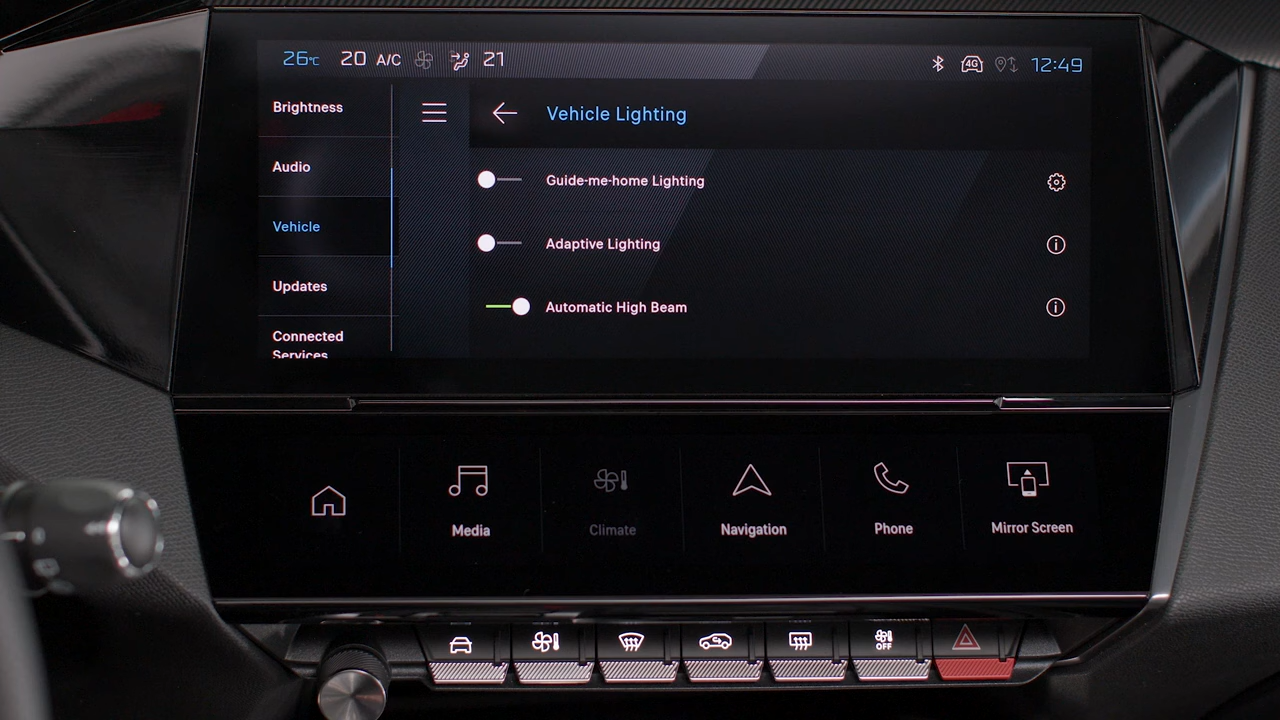 26°C 20 A/C 21 4G 12:49
Brightness
Audio
Vehicle
Updates
Connected
Services
Vehicle Lighting
Guide-me-home Lighting
Adaptive Lighting
Automatic High Beam
Media
Climate
Navigation
Phone
Mirror Screen
OFF